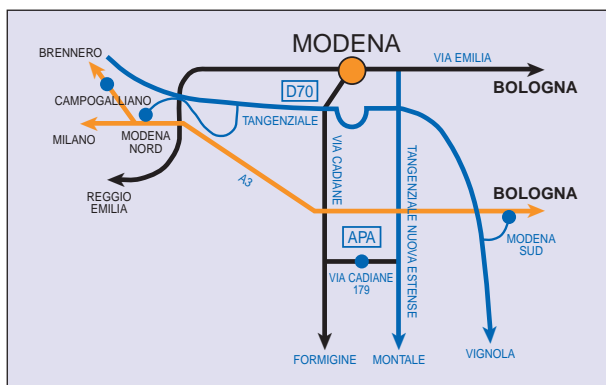 MODENA
BRENNERO
VIA EMILIA
BOLOGNA
CAMPOGALLIANO
D70
TANGENZIALE
MILANO
MODENA
NORD
VIA CADIANE
TANGENZIALE NUOVA ESTENSE
A3
REGGIO
EMILIA
BOLOGNA
APA
MODENA
SUD
VIA CADIANE
179
FORMIGINE
MONTALE
VIGNOLA